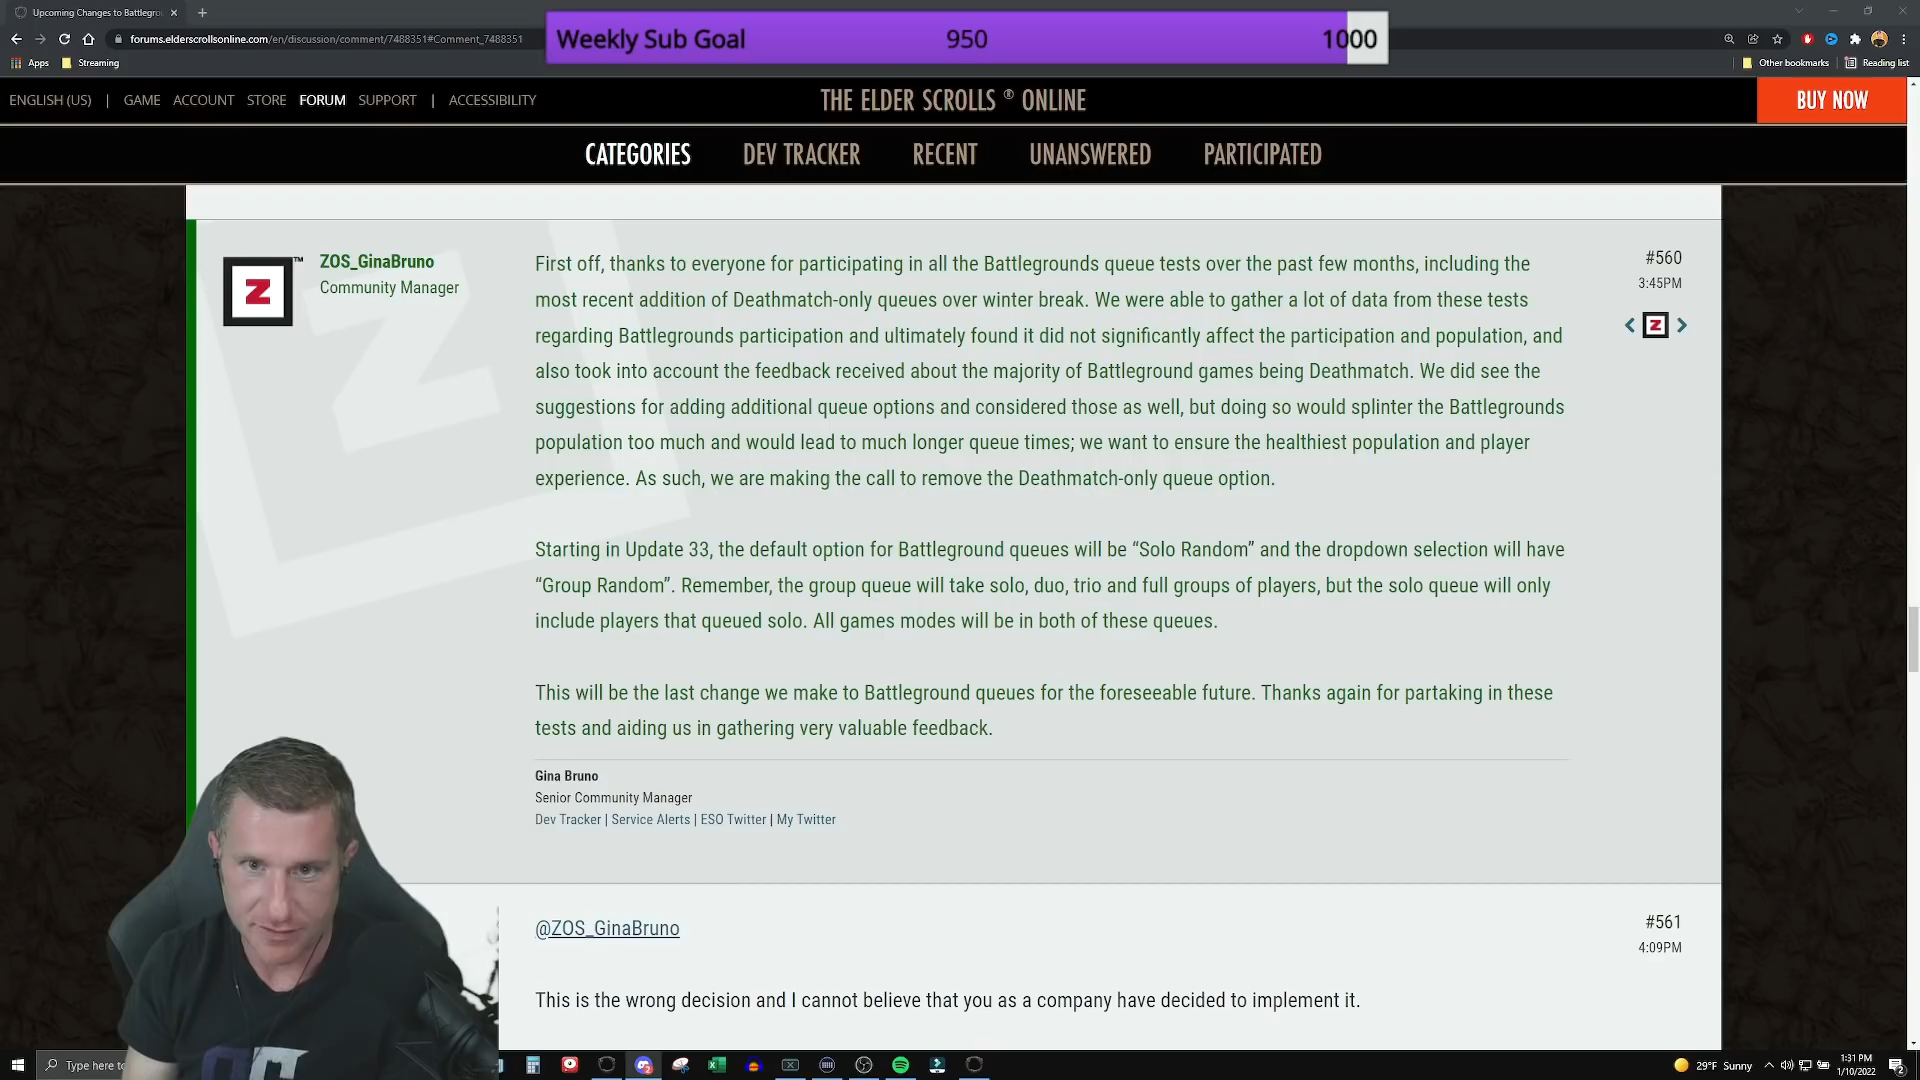 Upcoming Changes to Battlegro
forums.elderscrollsonline.com/en/discussion/comment/7488351#Comment_7488351
Weekly Sub Goal 950 1000
Apps Streaming Other bookmarks Reading list
ENGLISH (US) | GAME ACCOUNT STORE FORUM SUPPORT | ACCESSIBILITY
THE ELDER SCROLLS ® ONLINE
BUY NOW
CATEGORIES DEV TRACKER RECENT UNANSWERED PARTICIPATED
Z ™
ZOS_GinaBruno
Community Manager
#560
3:45PM
< Z >
First off, thanks to everyone for participating in all the Battlegrounds queue tests over the past few months, including the
most recent addition of Deathmatch-only queues over winter break. We were able to gather a lot of data from these tests
regarding Battlegrounds participation and ultimately found it did not significantly affect the participation and population, and
also took into account the feedback received about the majority of Battleground games being Deathmatch. We did see the
suggestions for adding additional queue options and considered those as well, but doing so would splinter the Battlegrounds
population too much and would lead to much longer queue times; we want to ensure the healthiest population and player
experience. As such, we are making the call to remove the Deathmatch-only queue option.
Starting in Update 33, the default option for Battleground queues will be “Solo Random” and the dropdown selection will have
“Group Random”. Remember, the group queue will take solo, duo, trio and full groups of players, but the solo queue will only
include players that queued solo. All games modes will be in both of these queues.
This will be the last change we make to Battleground queues for the foreseeable future. Thanks again for partaking in these
tests and aiding us in gathering very valuable feedback.
Gina Bruno
Senior Community Manager
Dev Tracker | Service Alerts | ESO Twitter | My Twitter
@ZOS_GinaBruno
#561
4:09PM
This is the wrong decision and I cannot believe that you as a company have decided to implement it.
Type here to
29°F Sunny
1:31 PM
1/10/2022
2